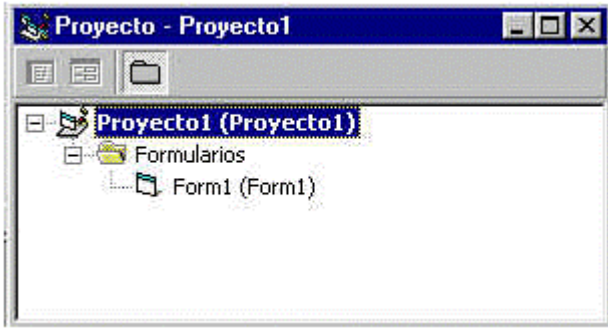 Proyecto - Proyecto1
Proyecto1 (Proyecto1)
Formularios
Form1 (Form1)